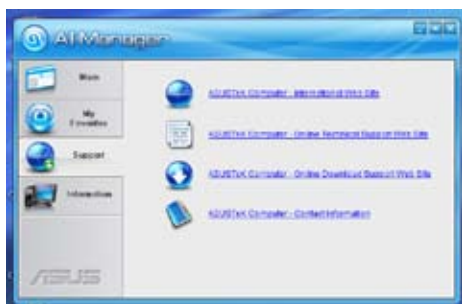 AI Manager
Main
My
Favorites
Support
Information
ASUSTeK Computer - International Web Site
ASUSTeK Computer - Online Technical Support Web Site
ASUSTeK Computer - Online Download Support Web Site
ASUSTeK Computer - Contact Information
ASUS